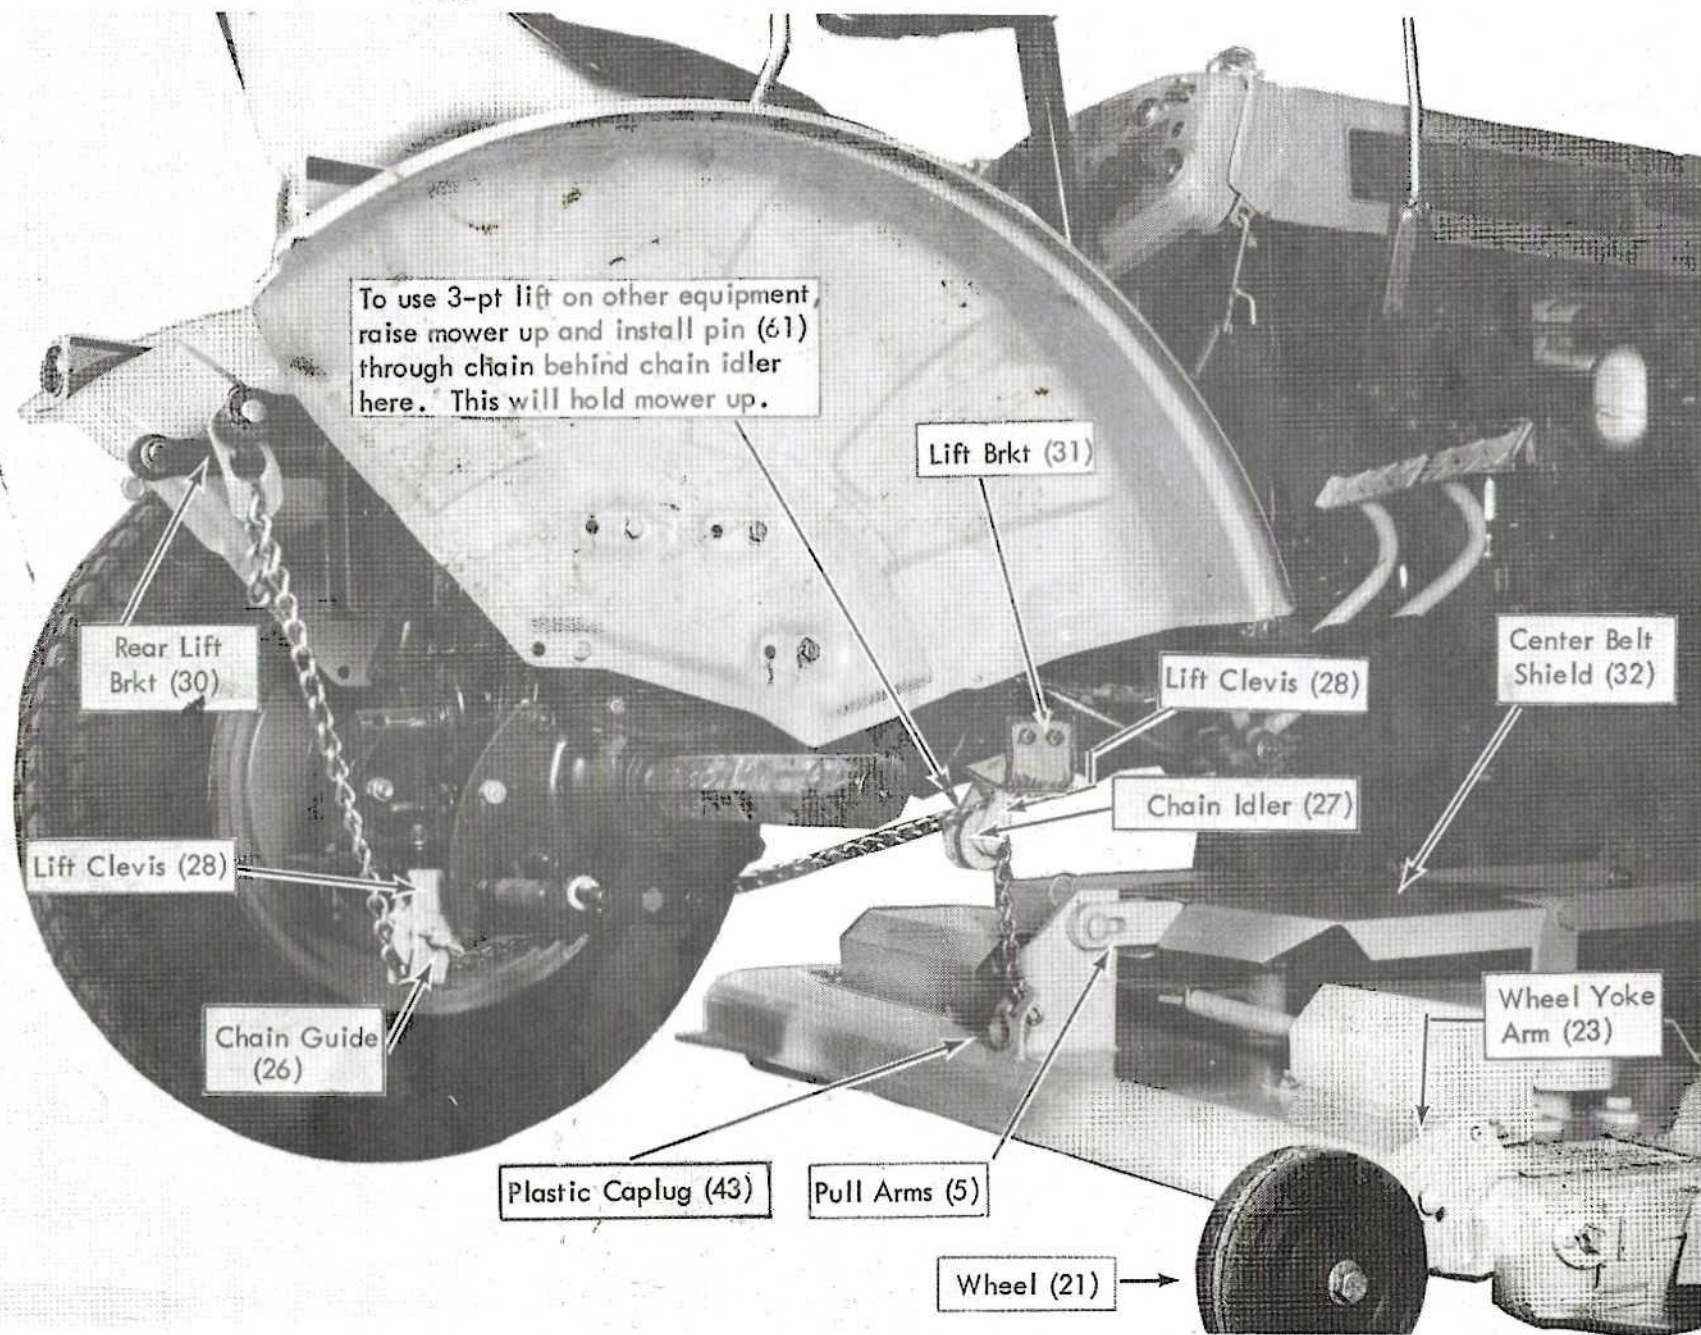 To use 3-pt lift on other equipment,
raise mower up and install pin (61)
through chain behind chain idler
here. This will hold mower up.
Lift Brkt (31)
Rear Lift
Brkt (30)
Lift Clevis (28)
Center Belt
Shield (32)
Chain Idler (27)
Lift Clevis (28)
Wheel Yoke
Arm (23)
Chain Guide
(26)
Plastic Caplug (43)
Pull Arms (5)
Wheel (21)